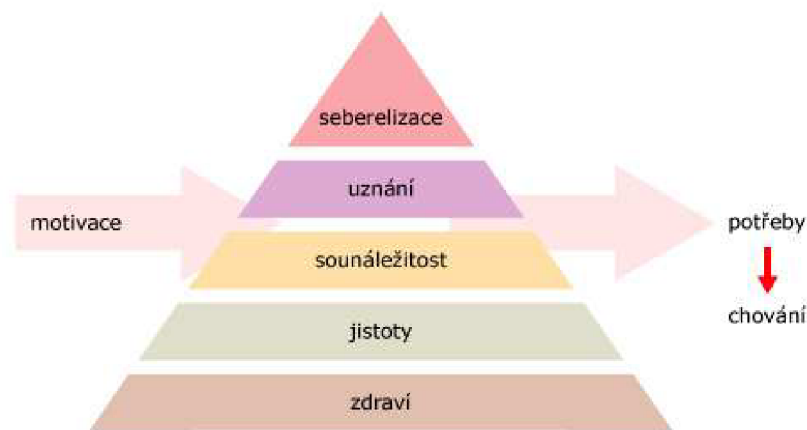 seberelizace
uznání
motivace
potřeby
sounáležitost
chování
jistoty
zdraví